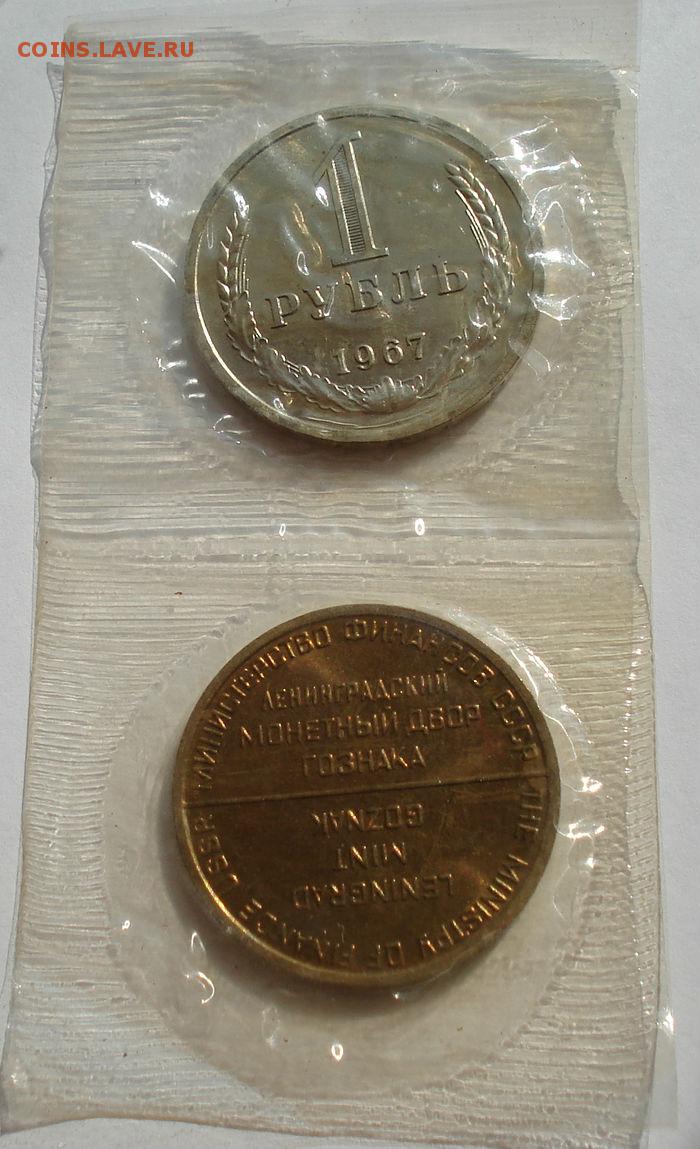 COINS.LAVE.RU
1
РУБЛЬ
1967
МИНИСТЕРСТВО ФИНАНСОВ СССР
ЛЕНИНГРАДСКИЙ
МОНЕТНЫЙ ДВОР
ГОЗНАКА
THE MINISTRY OF FINANCE USSR
LENINGRAD
MINT
GOZNAK